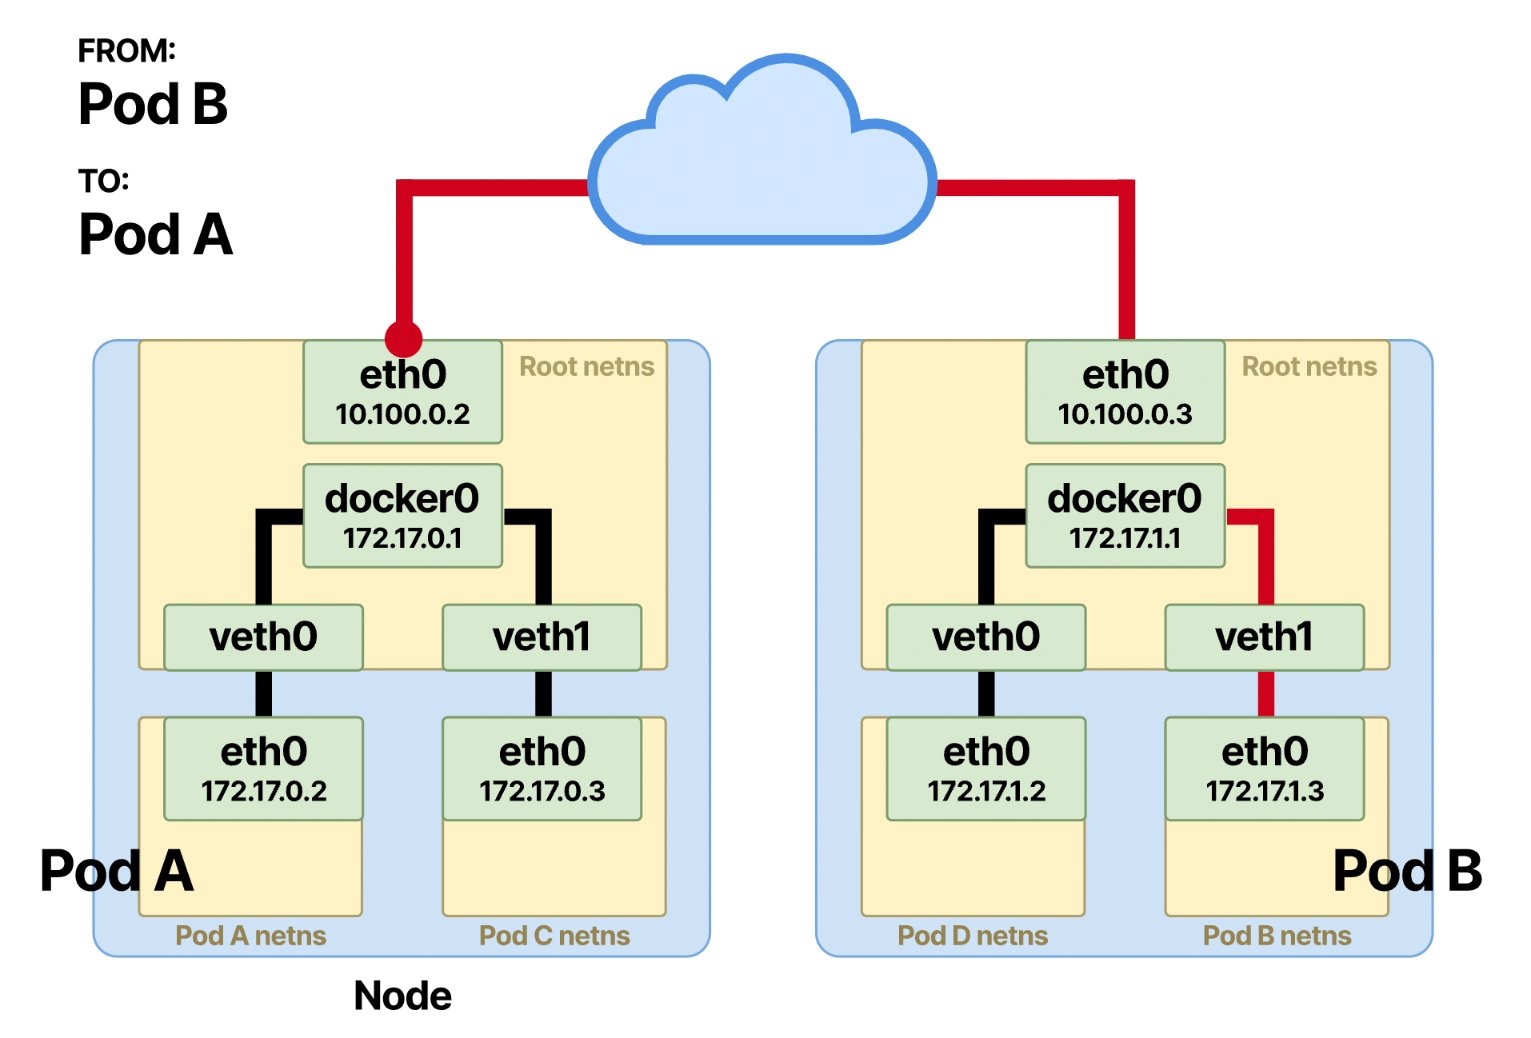 FROM:
Pod B
TO:
Pod A
eth0
10.100.0.2
Root netns
docker0
172.17.0.1
veth0
veth1
eth0
172.17.0.2
eth0
172.17.0.3
Pod A
Pod A netns
Pod C netns
Node
eth0
10.100.0.3
Root netns
docker0
172.17.1.1
veth0
veth1
eth0
172.17.1.2
eth0
172.17.1.3
Pod B
Pod D netns
Pod B netns